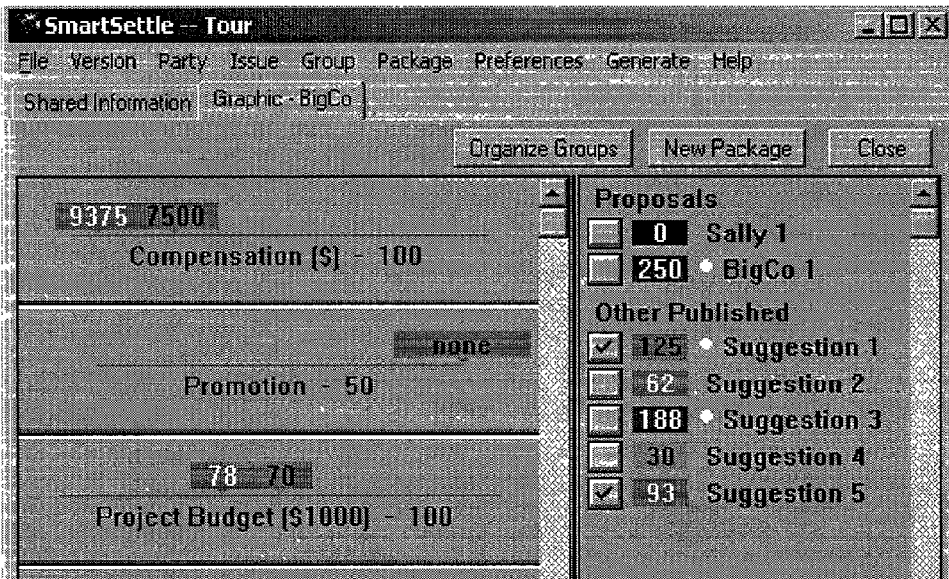 SmartSettle -- Tour
File Version Party Issue Group Package Preferences Generate Help
Shared Information Graphic - BigCo
Organize Groups New Package Close
9375 7500
Compensation ($) - 100
none
Promotion - 50
78 70
Project Budget ($1000) - 100
Proposals
0 Sally 1
250 BigCo 1
Other Published
125 Suggestion 1
62 Suggestion 2
188 Suggestion 3
30 Suggestion 4
93 Suggestion 5